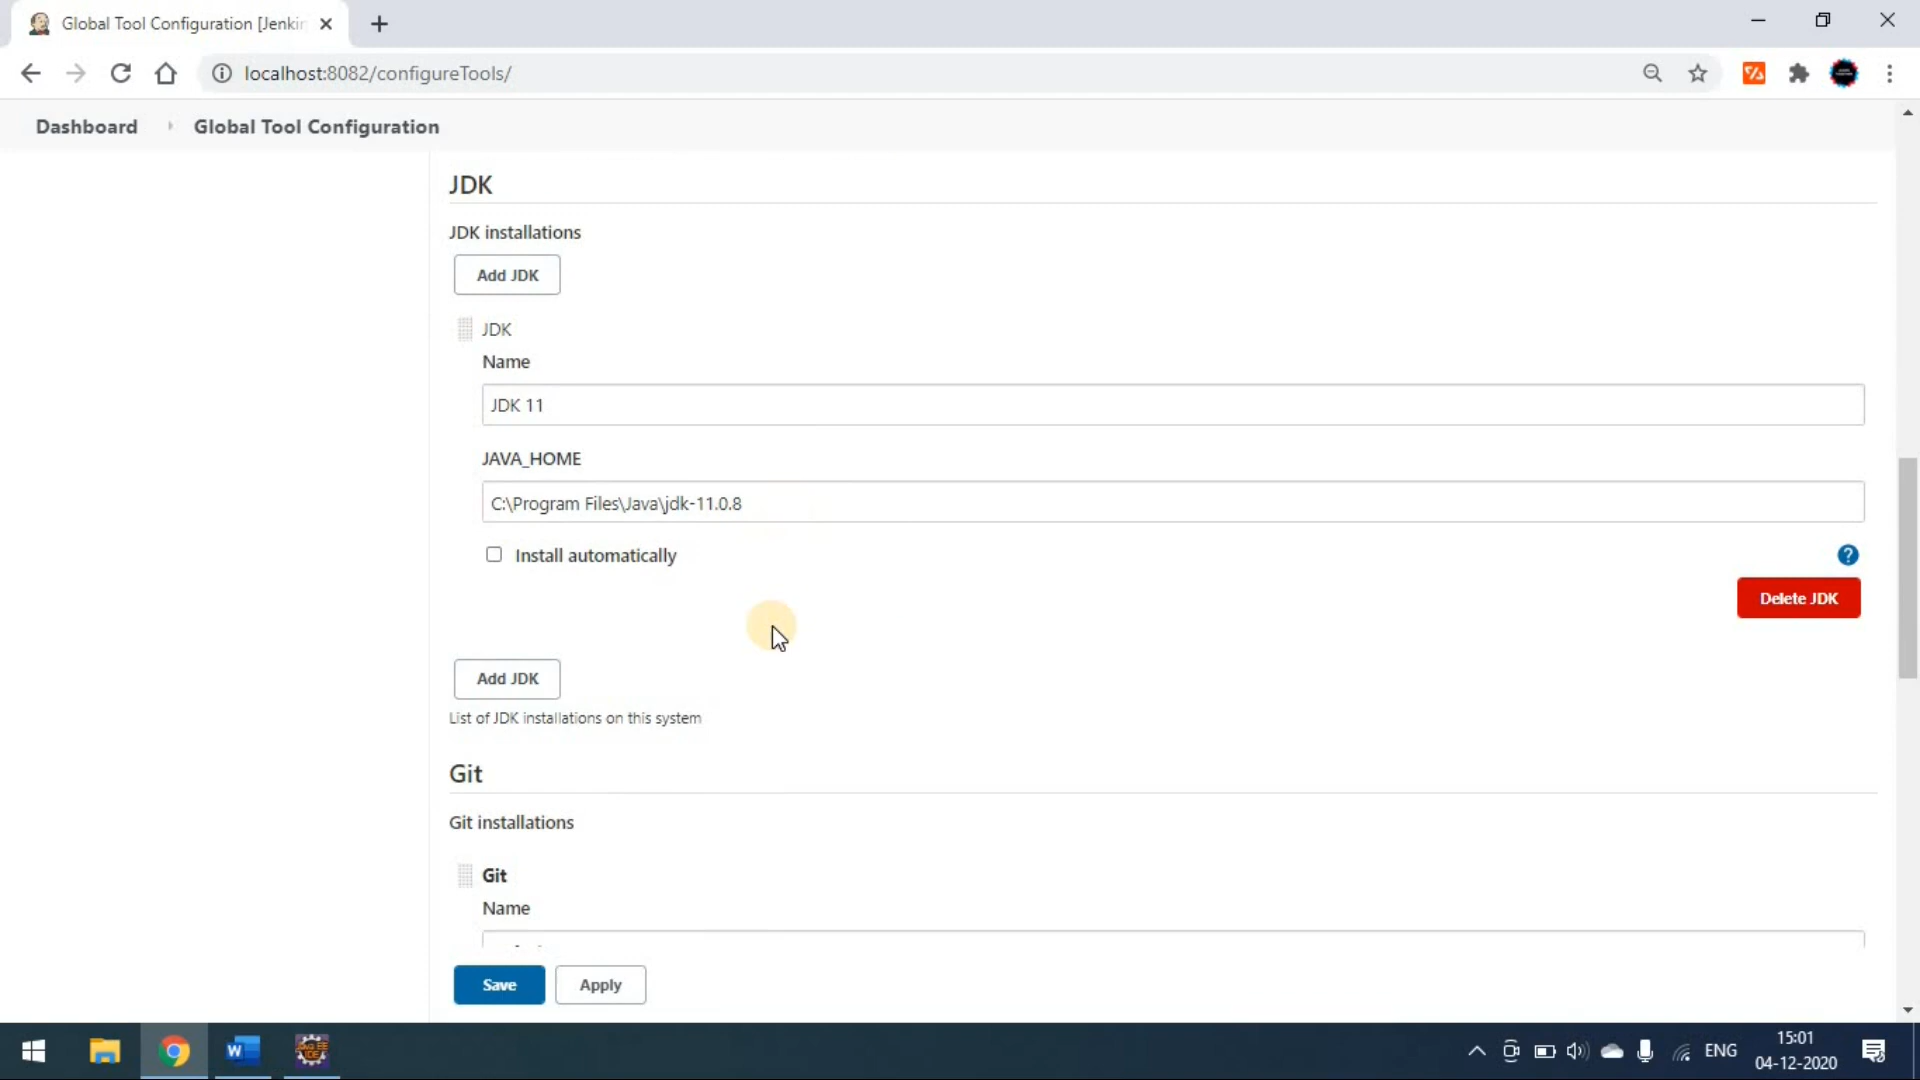 Global Tool Configuration [Jenki
localhost:8082/configureTools/
Dashboard Global Tool Configuration
JDK
JDK installations
Add JDK
JDK
Name
JDK 11
JAVA_HOME
C:\Program Files\Java\jdk-11.0.8
Install automatically
?
Delete JDK
Add JDK
List of JDK installations on this system
Git
Git installations
Git
Name
Save Apply
ENG
15:01
04-12-2020